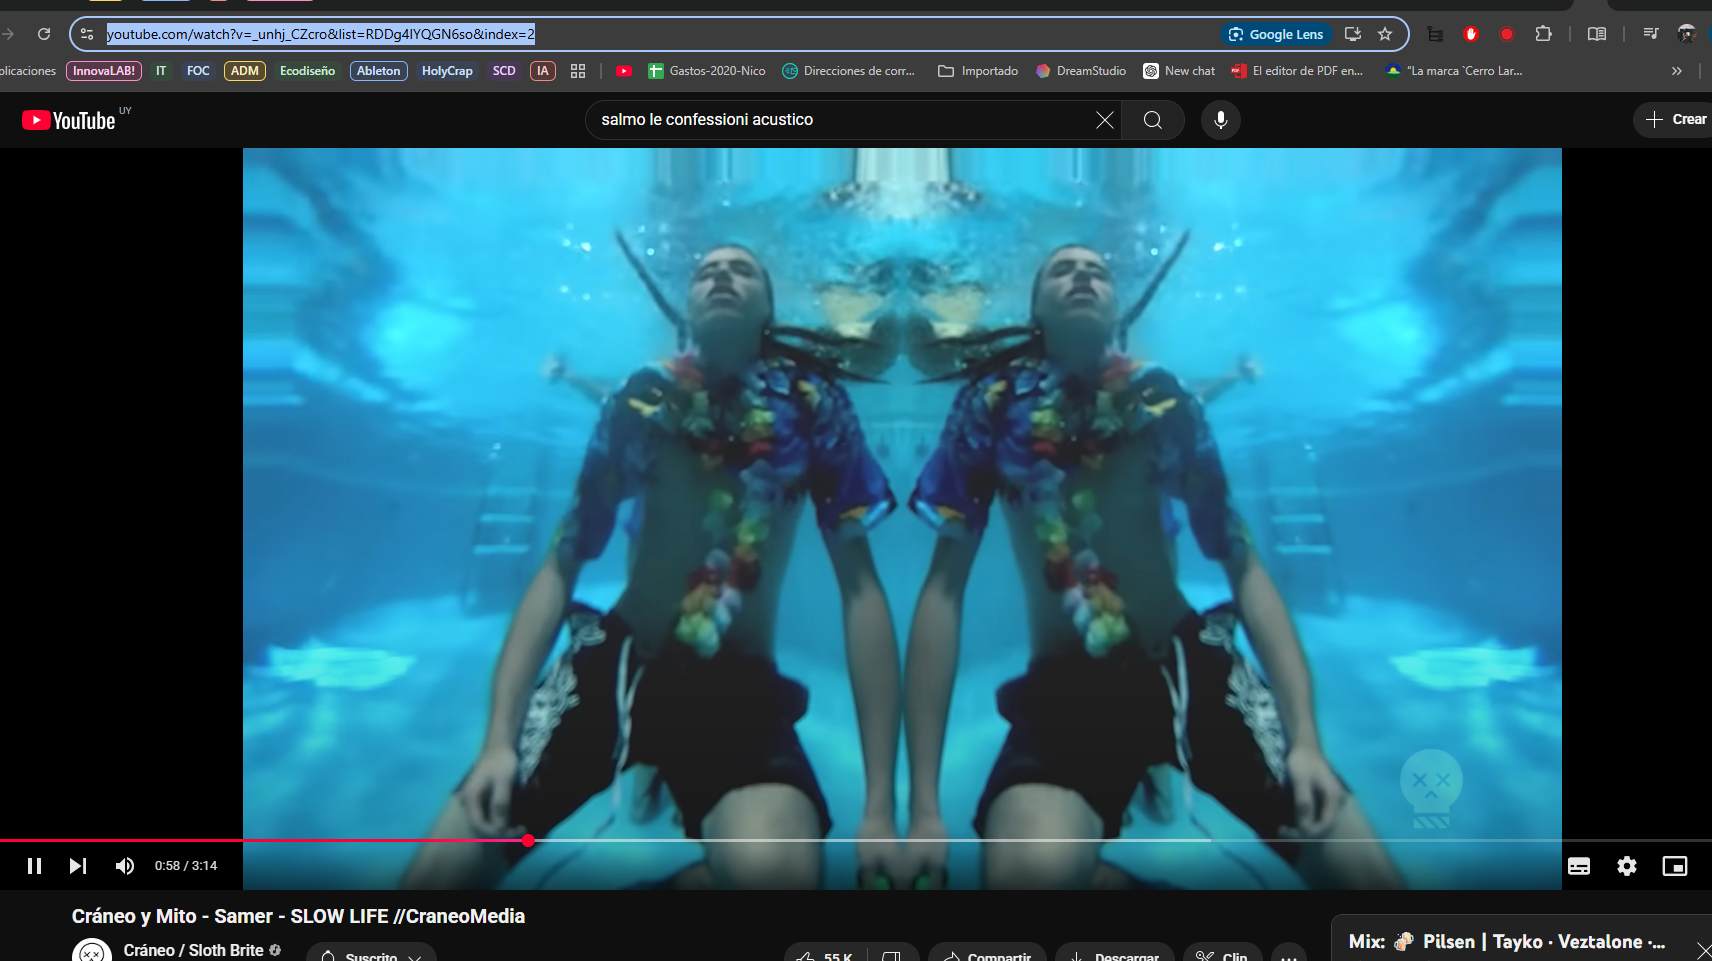 youtube.com/watch?v=_unhj_CZcro&list=RDDg4IYQGN6so&index=2
Google Lens
plicaciones
InnovaLAB!
IT
FOC
ADM
Ecodiseño
Ableton
HolyCrap
SCD
IA
Gastos-2020-Nico
Direcciones de corr...
Importado
DreamStudio
New chat
El editor de PDF en...
"La marca `Cerro Lar...
YouTube UY
salmo le confessioni acustico
Crear
0:58 / 3:14
Cráneo y Mito - Samer - SLOW LIFE //CraneoMedia
Cráneo / Sloth Brite
Suscrito
55 K
Compartir
Descargar
Clip
Mix: 🍻 Pilsen | Tayko · Veztalone ·...